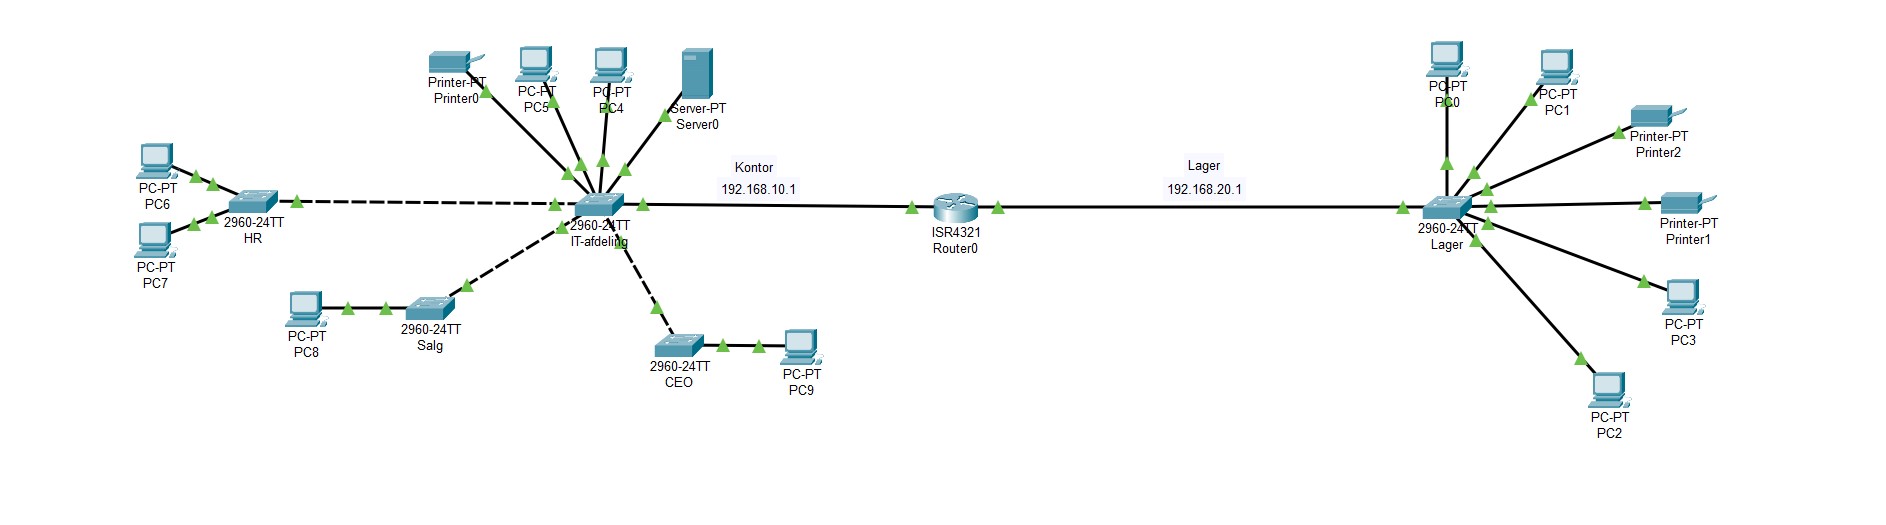 Printer-PT
Printer0
PC-PT
PC5
PC-PT
PC4
Server-PT
Server0
PC-PT
PC6
PC-PT
PC7
2960-24TT
HR
2960-24TT
IT-afdeling
Kontor
192.168.10.1
ISR4321
Router0
Lager
192.168.20.1
2960-24TT
Lager
PC-PT
PC0
PC-PT
PC1
Printer-PT
Printer2
Printer-PT
Printer1
PC-PT
PC3
PC-PT
PC2
PC-PT
PC8
2960-24TT
Salg
2960-24TT
CEO
PC-PT
PC9